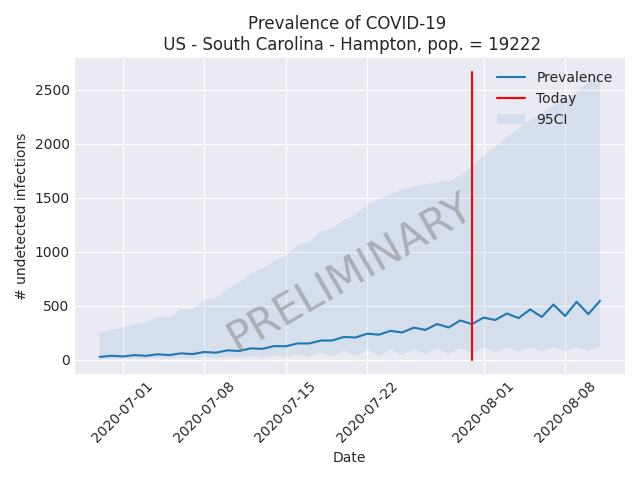 Prevalence of COVID-19
US - South Carolina - Hampton, pop. = 19222
Prevalence
Today
95CI
2500
2000
1500
1000
500
0
# undetected infections
PRELIMINARY
2020-07-01
2020-07-08
2020-07-15
2020-07-22
2020-08-01
2020-08-08
Date